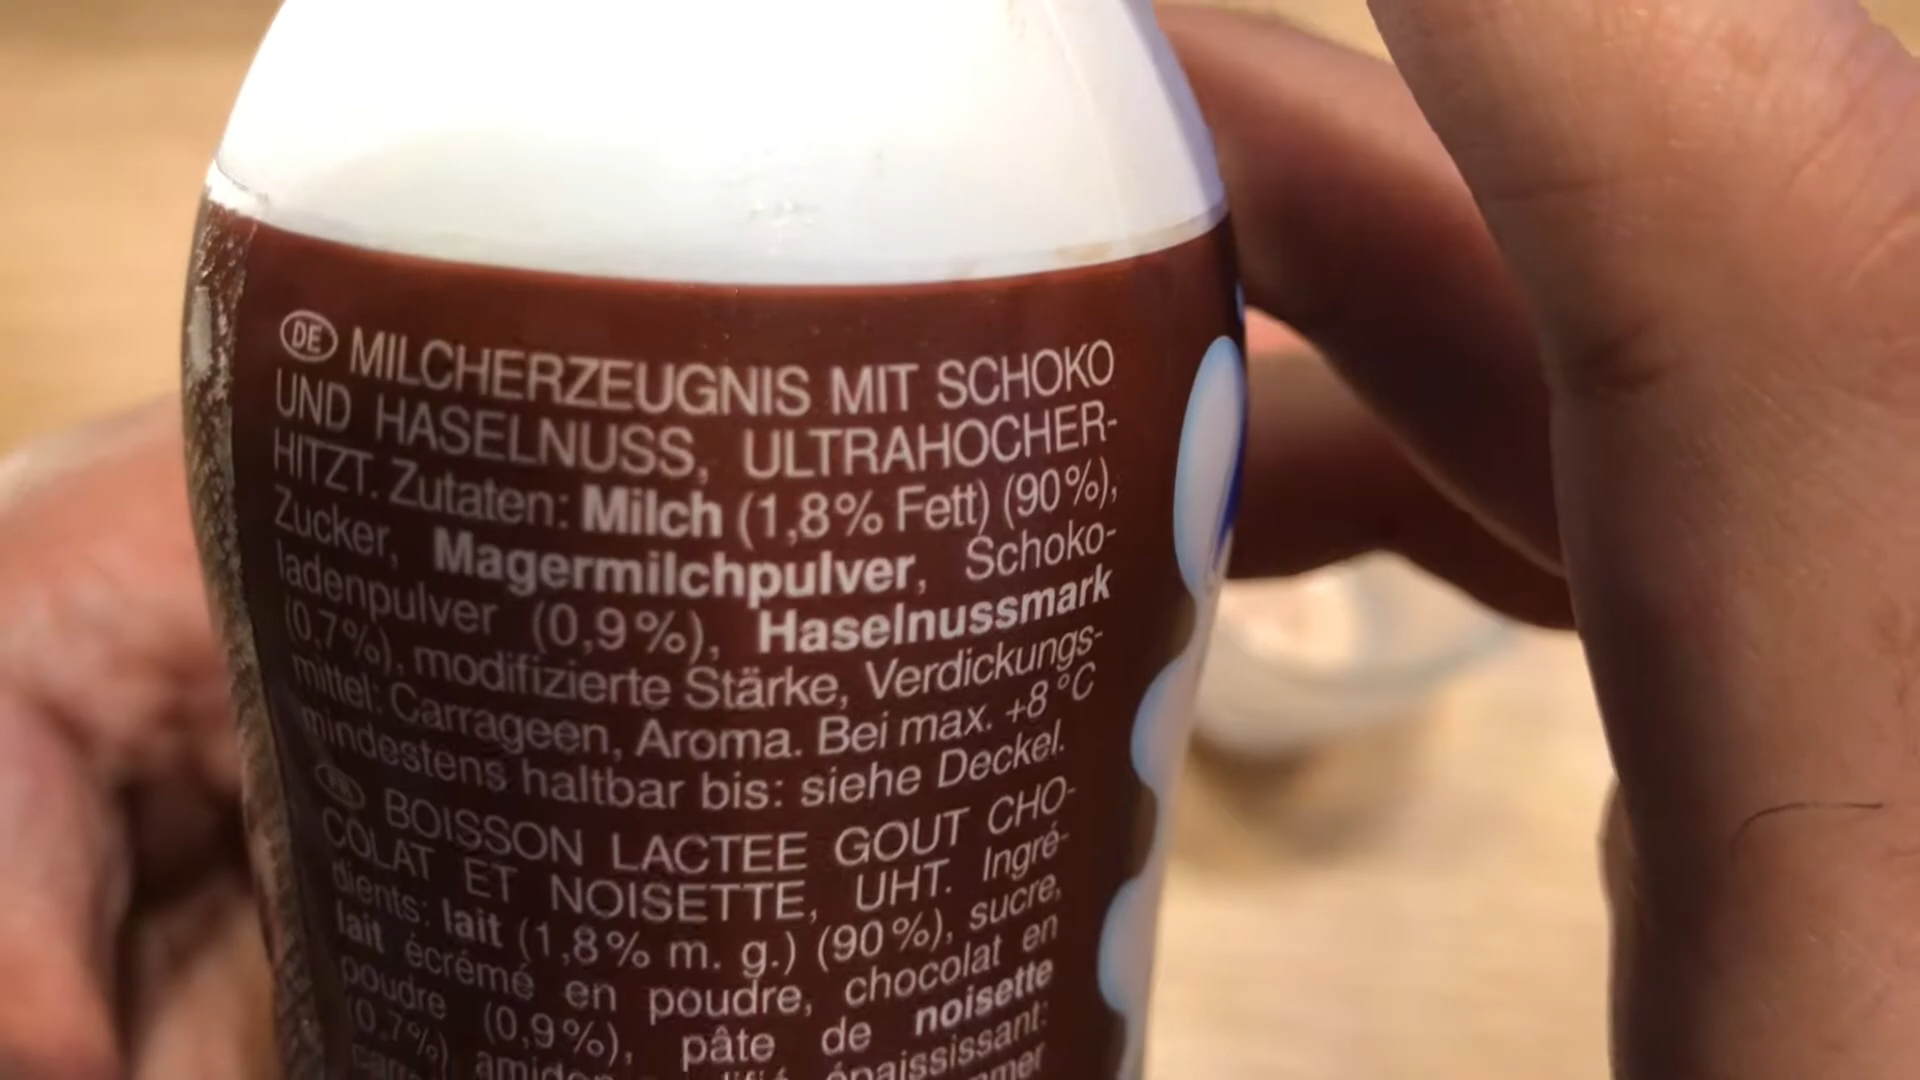 DE MILCHERZEUGNIS MIT SCHOKO
UND HASELNUSS, ULTRAHOCHER-
HITZT. Zutaten: Milch (1,8% Fett) (90%),
Zucker, Magermilchpulver, Schoko-
ladenpulver (0,9%), Haselnussmark
(0,7%), modifizierte Stärke, Verdickungs-
mittel: Carrageen, Aroma. Bei max. +8 °C
mindestens haltbar bis: siehe Deckel.
BOISSON LACTEE GOUT CHO-
COLAT ET NOISETTE, UHT. Ingré-
dients: lait (1,8% m. g.) (90%), sucre,
lait écrémé en poudre, chocolat en
poudre (0,9%), pâte de noisette
(0,7%) épaississant: